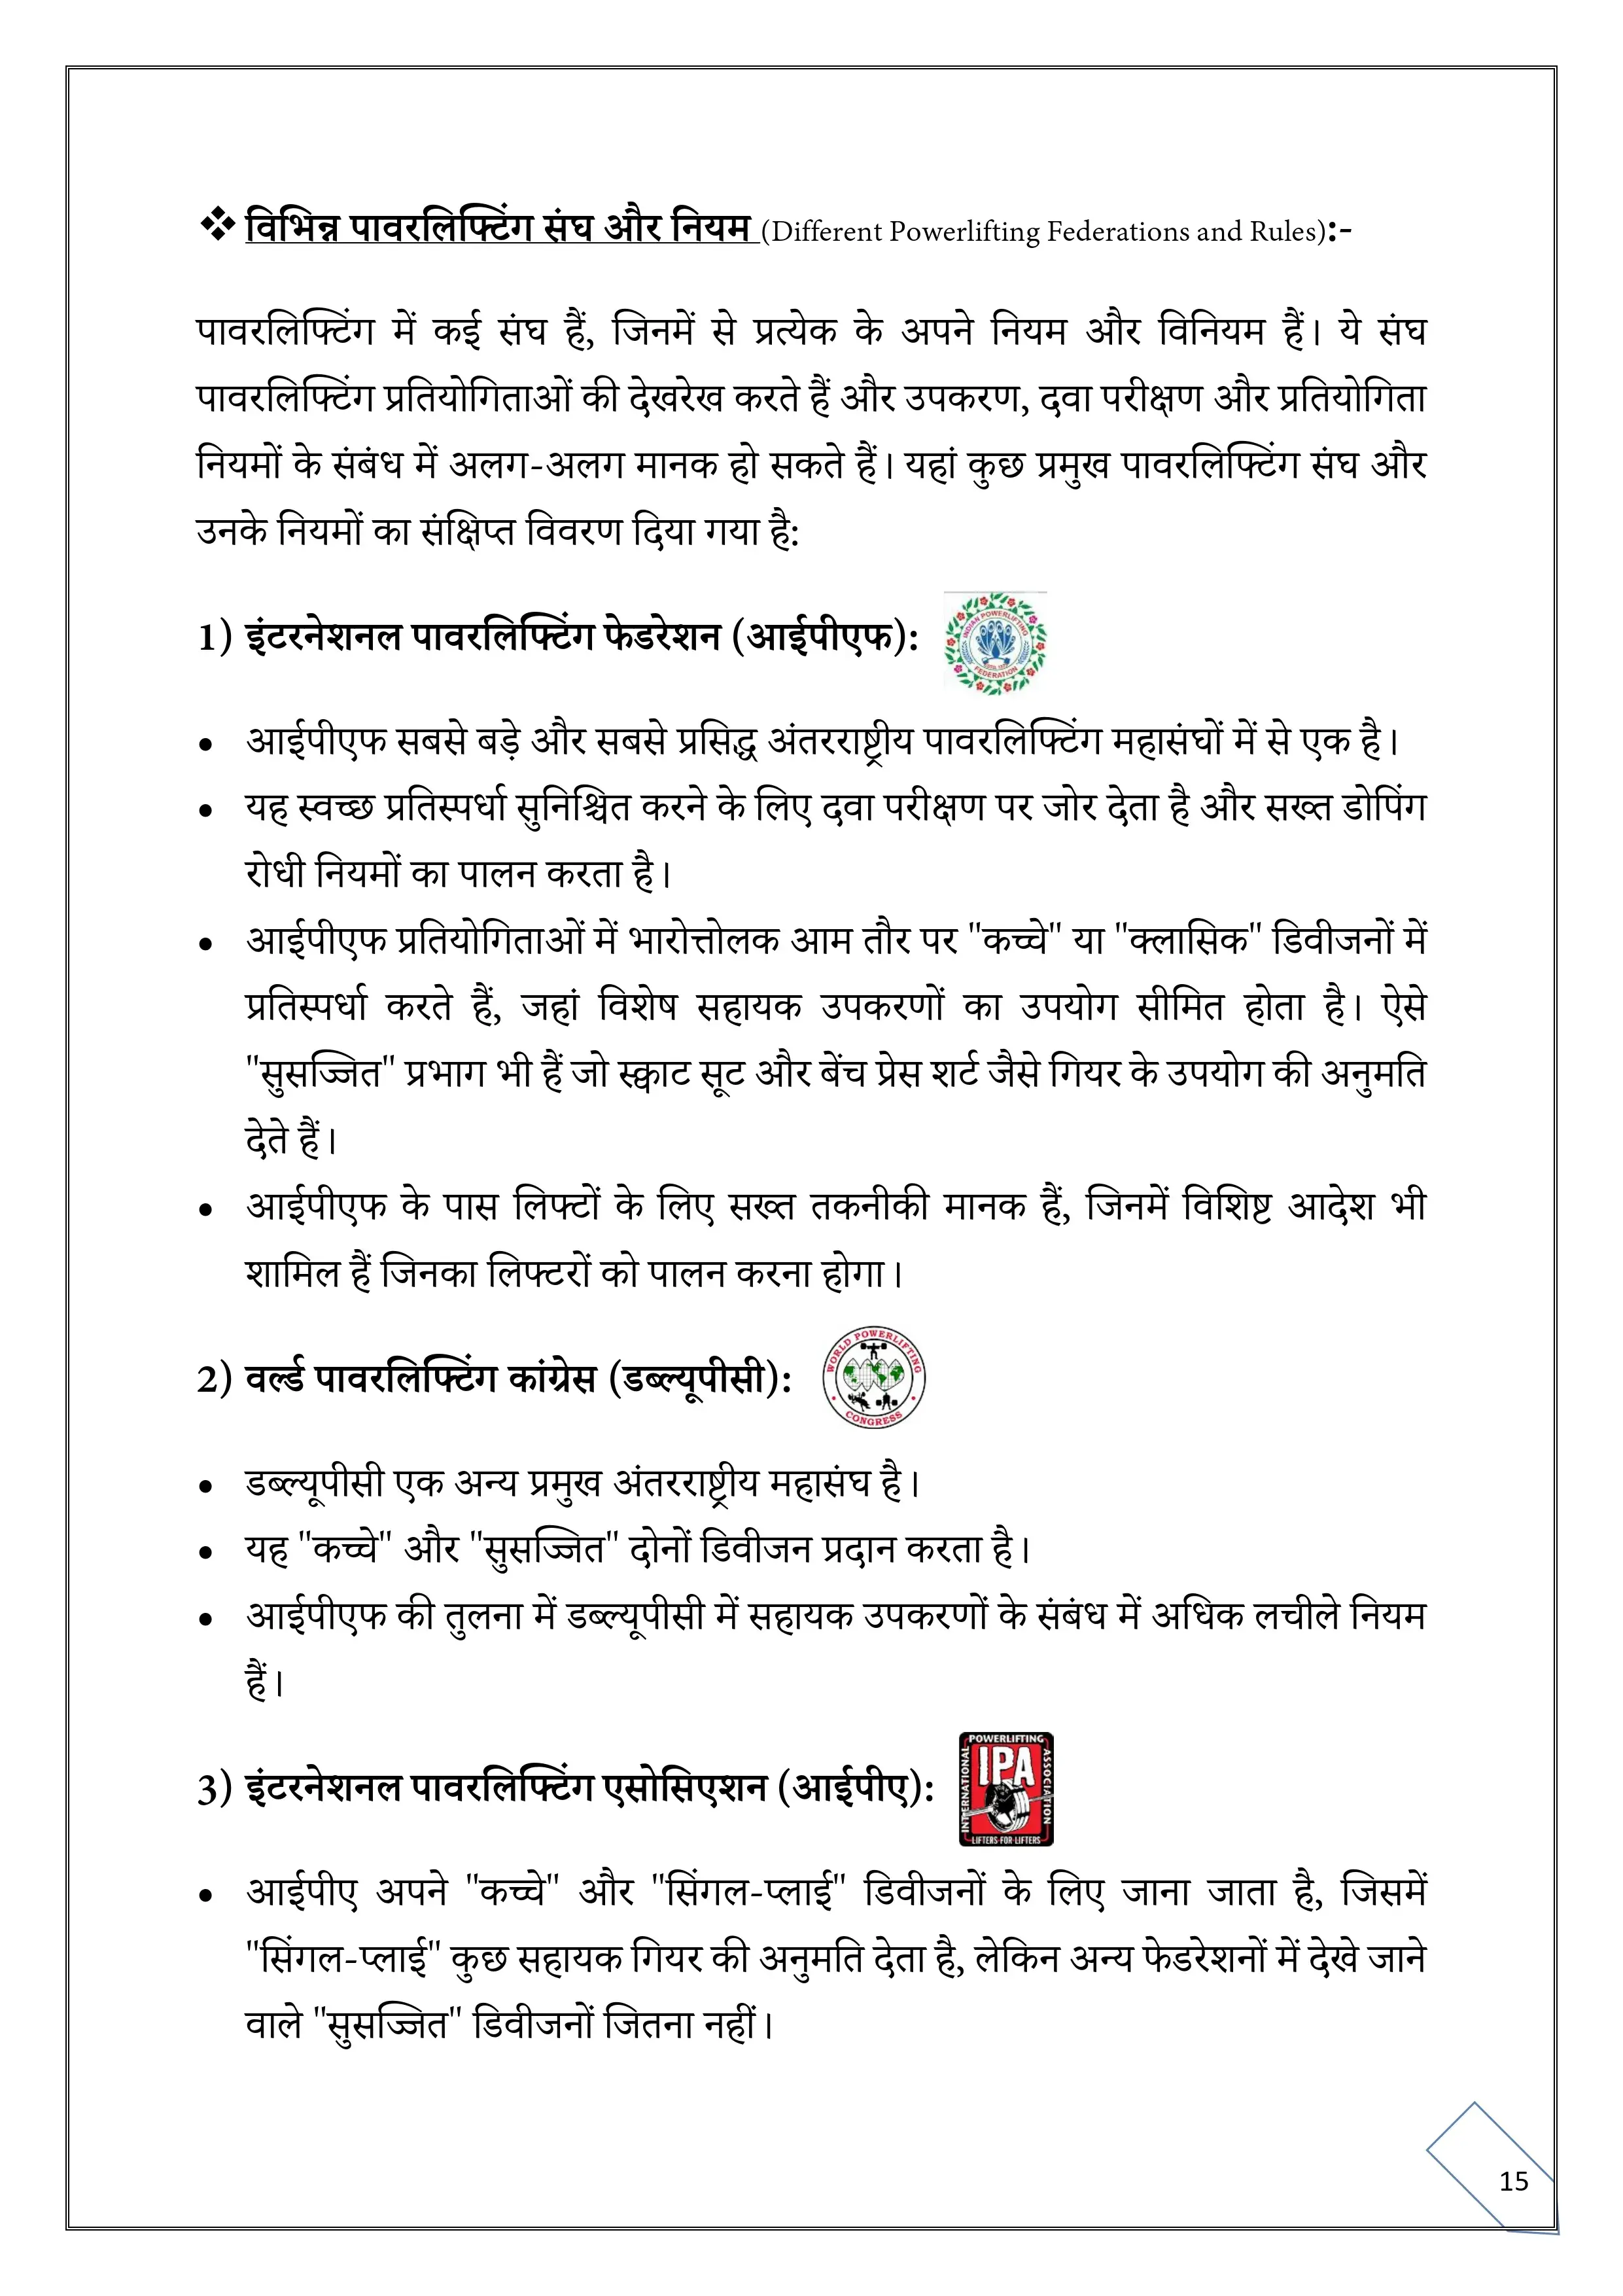 ❖ विभिन्न पावरलिफ्टिंग संघ और नियम (Different Powerlifting Federations and Rules):-
पावरलिफ्टिंग में कई संघ हैं, जिनमें से प्रत्येक के अपने नियम और विनियम हैं। ये संघ
पावरलिफ्टिंग प्रतियोगिताओं की देखरेख करते हैं और उपकरण, दवा परीक्षण और प्रतियोगिता
नियमों के संबंध में अलग-अलग मानक हो सकते हैं। यहां कुछ प्रमुख पावरलिफ्टिंग संघ और
उनके नियमों का संक्षिप्त विवरण दिया गया है:
1) इंटरनेशनल पावरलिफ्टिंग फेडरेशन (आईपीएफ):
INDIAN POWERLIFTING
FEDERATION
• आईपीएफ सबसे बड़े और सबसे प्रसिद्ध अंतरराष्ट्रीय पावरलिफ्टिंग महासंघों में से एक है।
• यह स्वच्छ प्रतिस्पर्धा सुनिश्चित करने के लिए दवा परीक्षण पर जोर देता है और सख्त डोपिंग
रोधी नियमों का पालन करता है।
• आईपीएफ प्रतियोगिताओं में भारोत्तोलक आम तौर पर "कच्चे" या "क्लासिक" डिवीजनों में
प्रतिस्पर्धा करते हैं, जहां विशेष सहायक उपकरणों का उपयोग सीमित होता है। ऐसे
"सुसज्जित" प्रभाग भी हैं जो स्क्वाट सूट और बेंच प्रेस शर्ट जैसे गियर के उपयोग की अनुमति
देते हैं।
• आईपीएफ के पास लिफ्टों के लिए सख्त तकनीकी मानक हैं, जिनमें विशिष्ट आदेश भी
शामिल हैं जिनका लिफ्टरों को पालन करना होगा।
2) वर्ल्ड पावरलिफ्टिंग कांग्रेस (डब्ल्यूपीसी):
WORLD POWERLIFTING
CONGRESS
• डब्ल्यूपीसी एक अन्य प्रमुख अंतरराष्ट्रीय महासंघ है।
• यह "कच्चे" और "सुसज्जित" दोनों डिवीजन प्रदान करता है।
• आईपीएफ की तुलना में डब्ल्यूपीसी में सहायक उपकरणों के संबंध में अधिक लचीले नियम
हैं।
3) इंटरनेशनल पावरलिफ्टिंग एसोसिएशन (आईपीए):
INTERNATIONAL
POWERLIFTING
ASSOCIATION
IPA
LIFTERS FOR LIFTERS
• आईपीए अपने "कच्चे" और "सिंगल-प्लाई" डिवीजनों के लिए जाना जाता है, जिसमें
"सिंगल-प्लाई" कुछ सहायक गियर की अनुमति देता है, लेकिन अन्य फेडरेशनों में देखे जाने
वाले "सुसज्जित" डिवीजनों जितना नहीं।
15